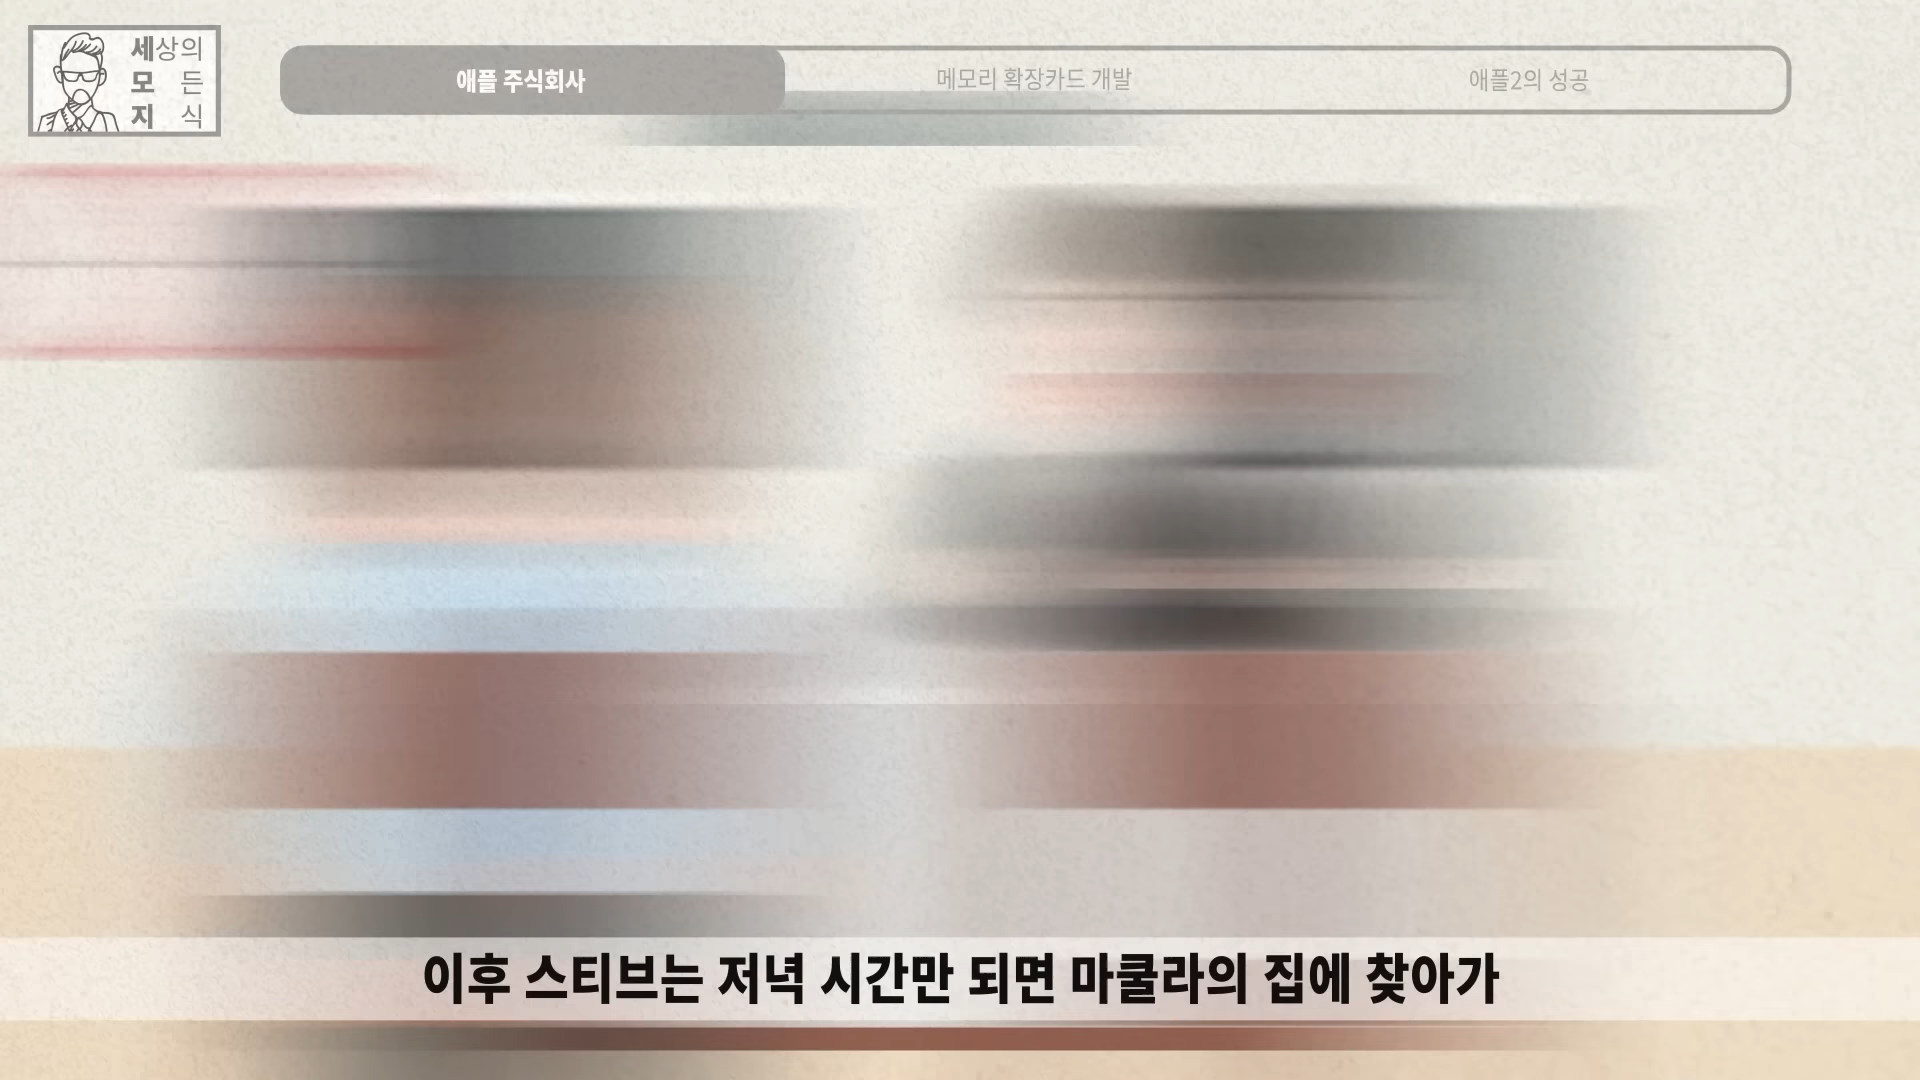 세상의
모든
지식
애플 주식회사
메모리 확장카드 개발
애플2의 성공
이후 스티브는 저녁 시간만 되면 마쿨라의 집에 찾아가